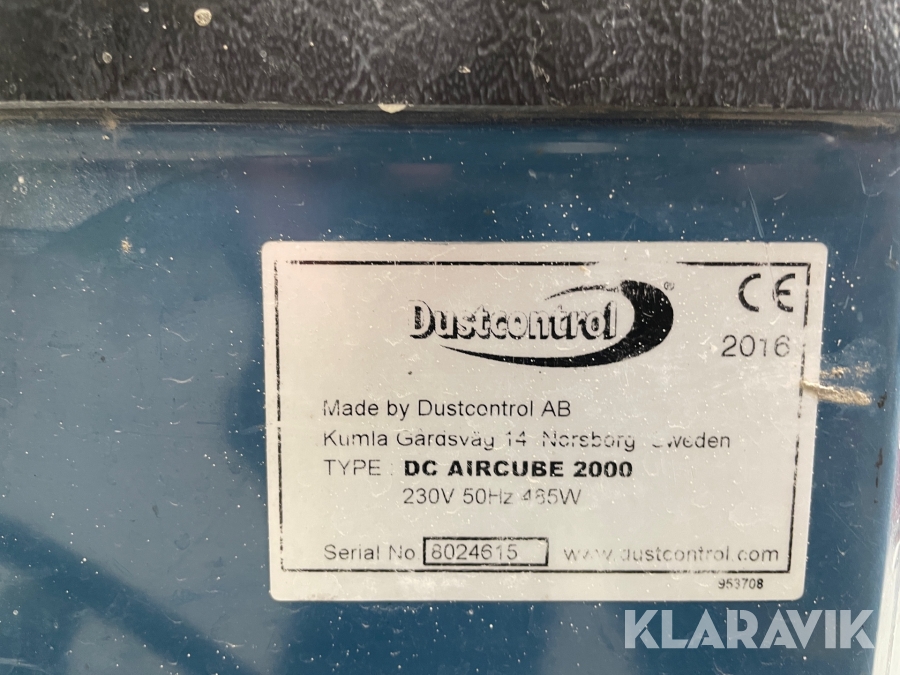 Dustcontrol ®
CE
2016
Made by Dustcontrol AB
Kumla Gårdsväg 14 Norsborg Sweden
TYPE : DC AIRCUBE 2000
230V 50Hz 485W
Serial No 8024615 www.dustcontrol.com
953708
KLARAVIK